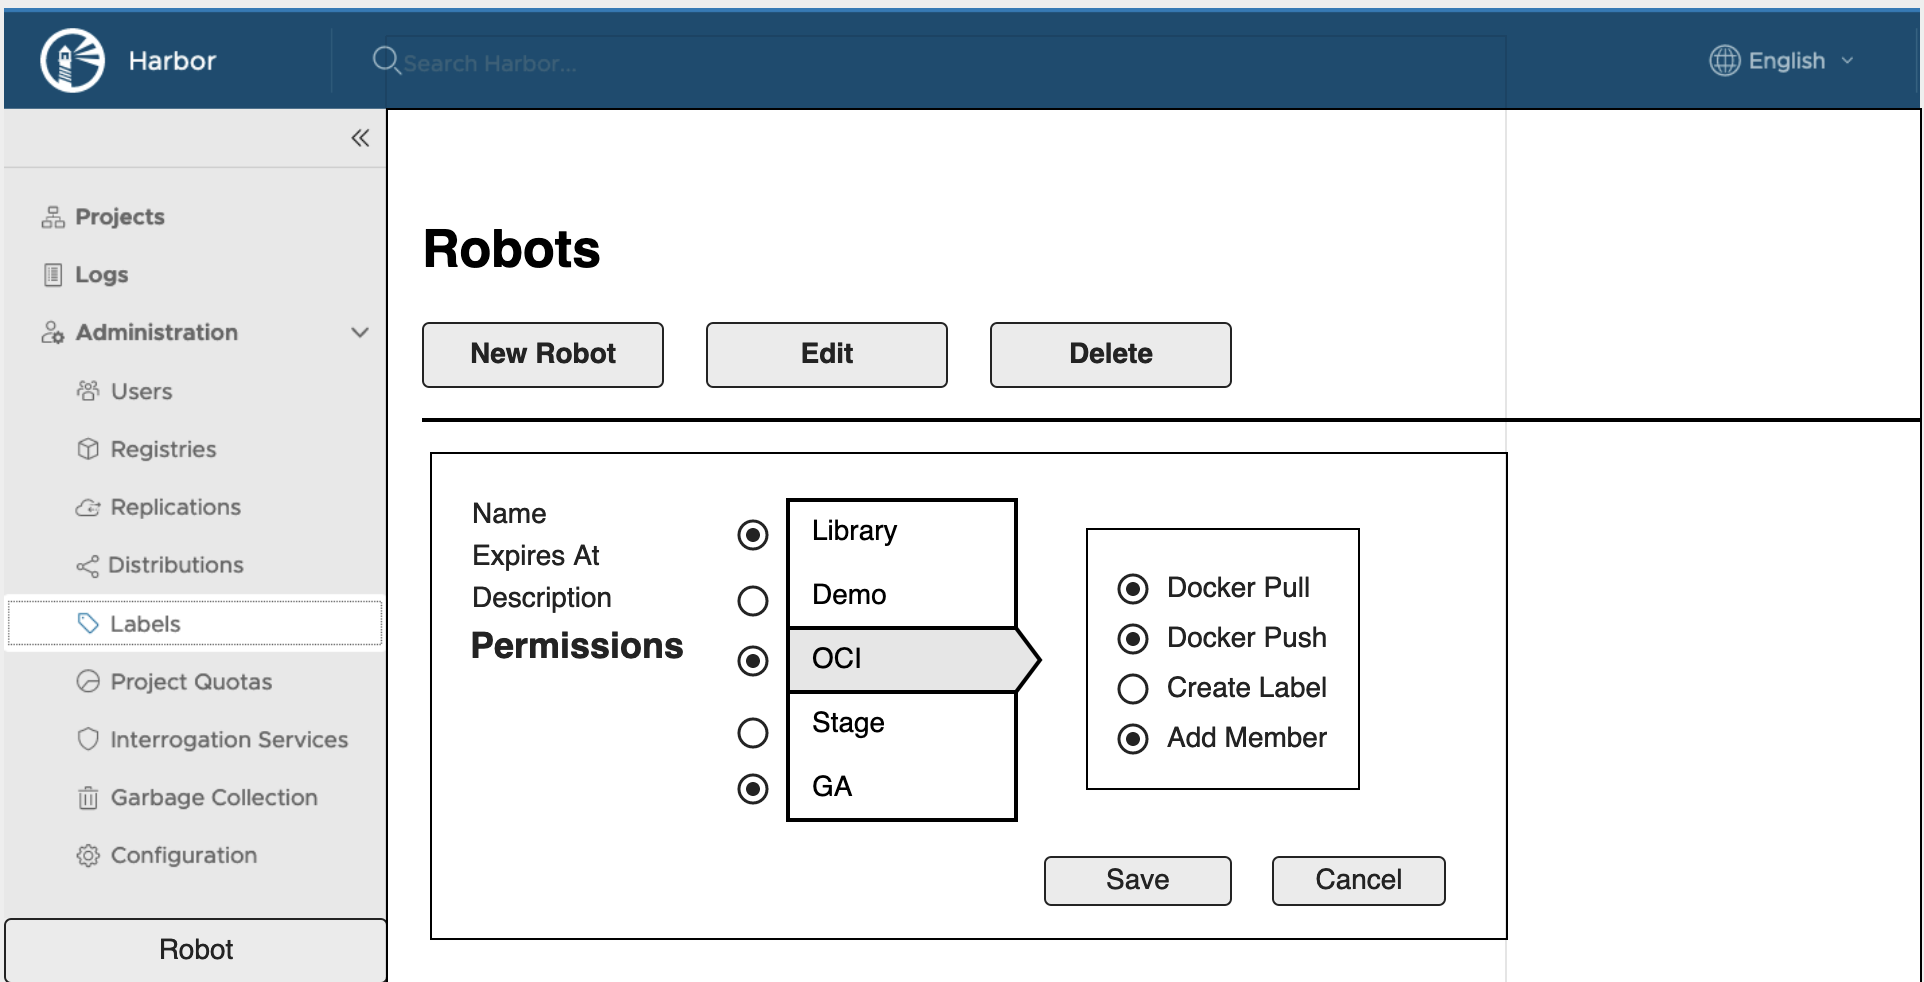 Harbor
Search Harbor...
English
Projects
Logs
Administration
Users
Registries
Replications
Distributions
Labels
Project Quotas
Interrogation Services
Garbage Collection
Configuration
Robot
Robots
New Robot
Edit
Delete
Name
Expires At
Description
Permissions
Library
Demo
OCI
Stage
GA
Docker Pull
Docker Push
Create Label
Add Member
Save
Cancel